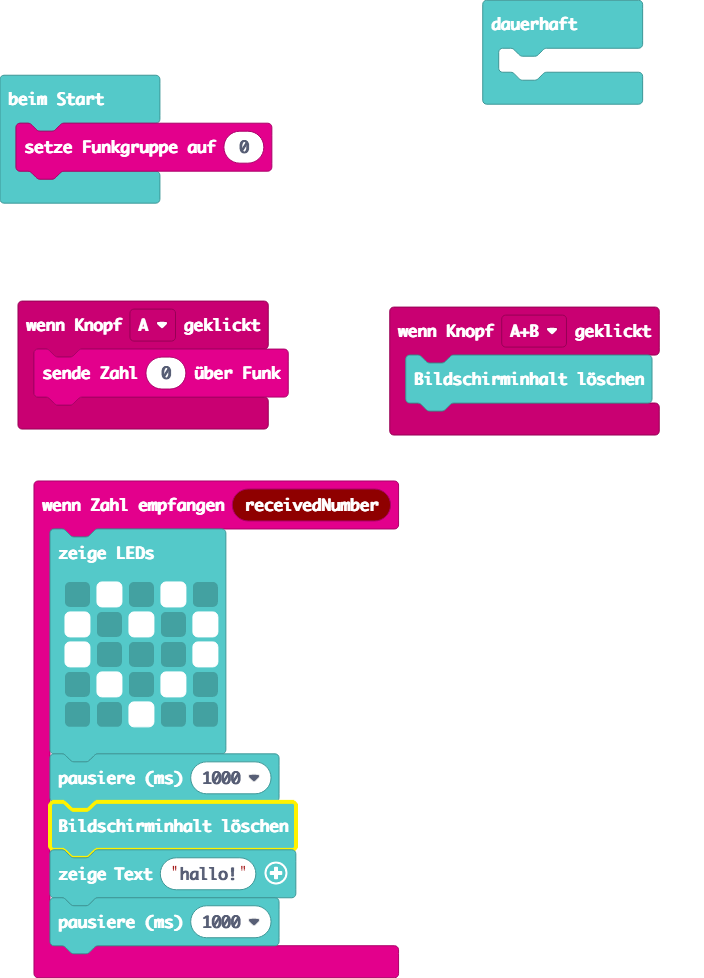 dauerhaft
beim Start
setze Funkgruppe auf 0
wenn Knopf A geklickt
sende Zahl 0 über Funk
wenn Knopf A+B geklickt
Bildschirminhalt löschen
wenn Zahl empfangen receivedNumber
zeige LEDs
pausiere (ms) 1000
Bildschirminhalt löschen
zeige Text "hallo!"
pausiere (ms) 1000